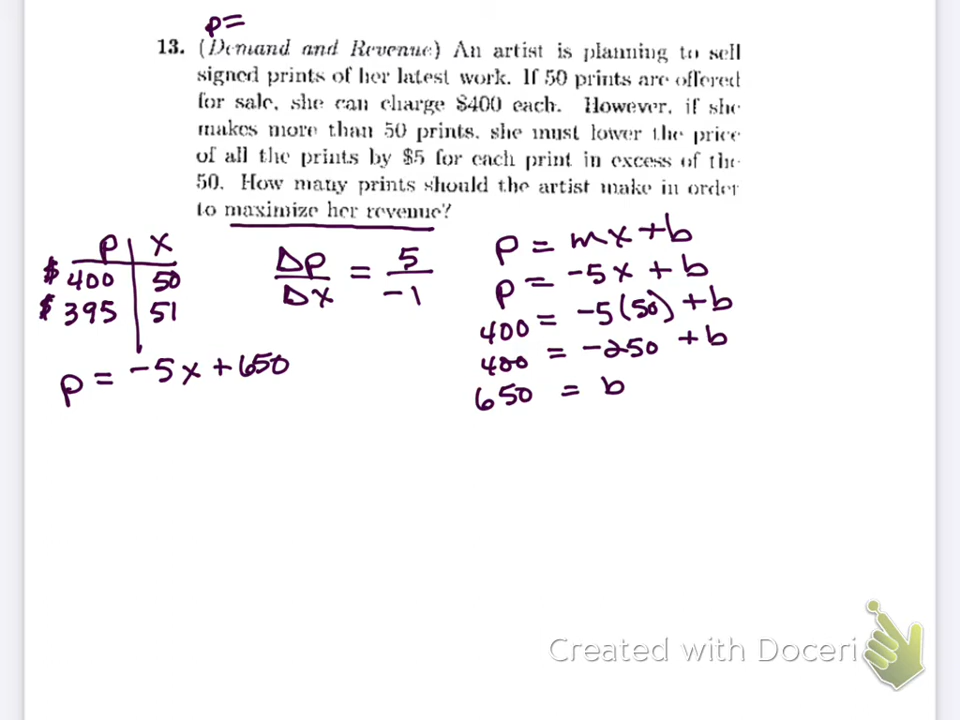 p=
13. (Demand and Revenue) An artist is planning to sell
signed prints of her latest work. If 50 prints are offered
for sale, she can charge $400 each. However, if she
makes more than 50 prints, she must lower the price
of all the prints by $5 for each print in excess of the
50. How many prints should the artist make in order
to maximize her revenue?
P | X
$400 | 50
$395 | 51
ΔP/ΔX = 5/-1
P = mx + b
P = -5x + b
400 = -5(50) + b
400 = -250 + b
650 = b
P = -5x + 650
Created with Doceri